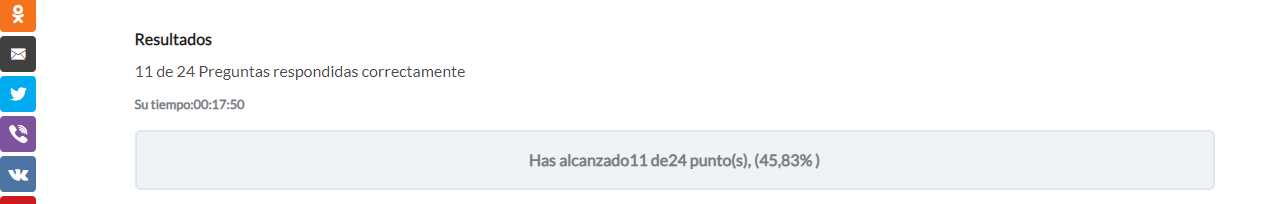 Resultados
11 de 24 Preguntas respondidas correctamente
Su tiempo:00:17:50
Has alcanzado11 de24 punto(s), (45,83% )